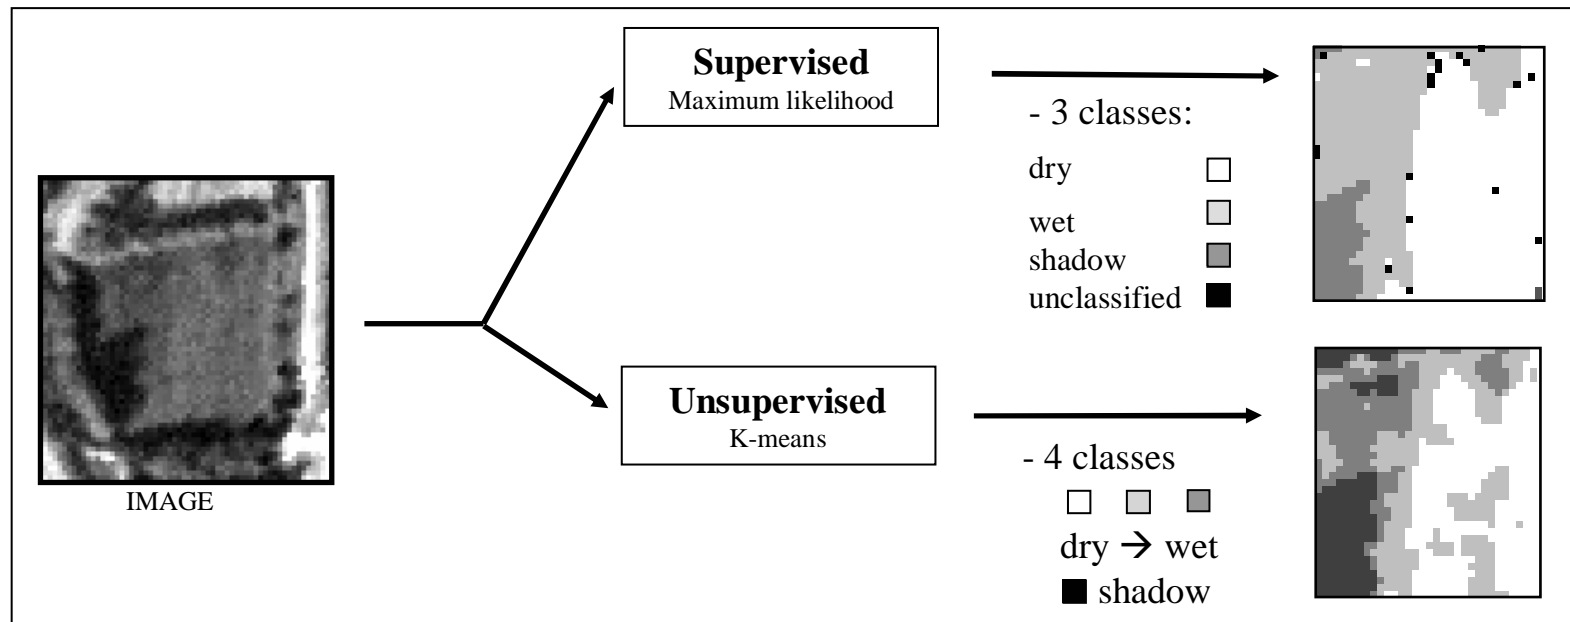 Supervised
Maximum likelihood
- 3 classes:
dry
wet
shadow
unclassified
IMAGE
Unsupervised
K-means
- 4 classes
dry → wet
shadow